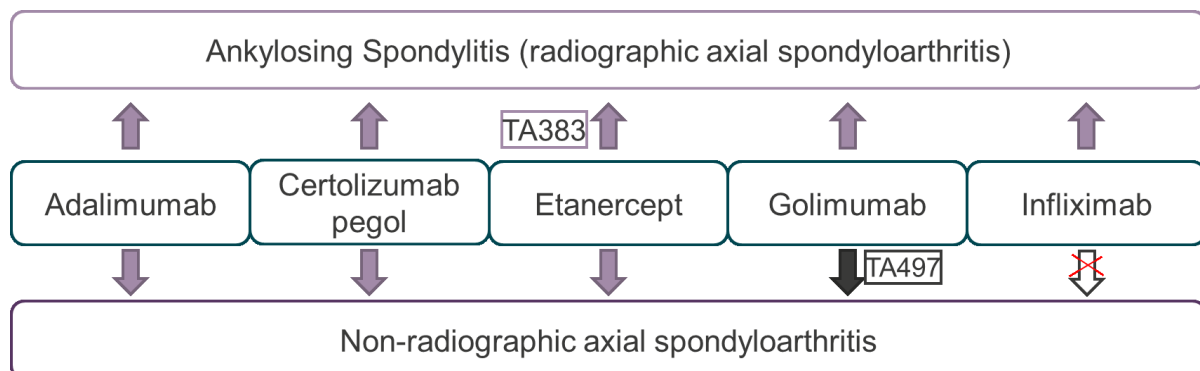 Ankylosing Spondylitis (radiographic axial spondyloarthritis)
TA383
Adalimumab
Certolizumab
pegol
Etanercept
Golimumab
Infliximab
TA497
Non-radiographic axial spondyloarthritis